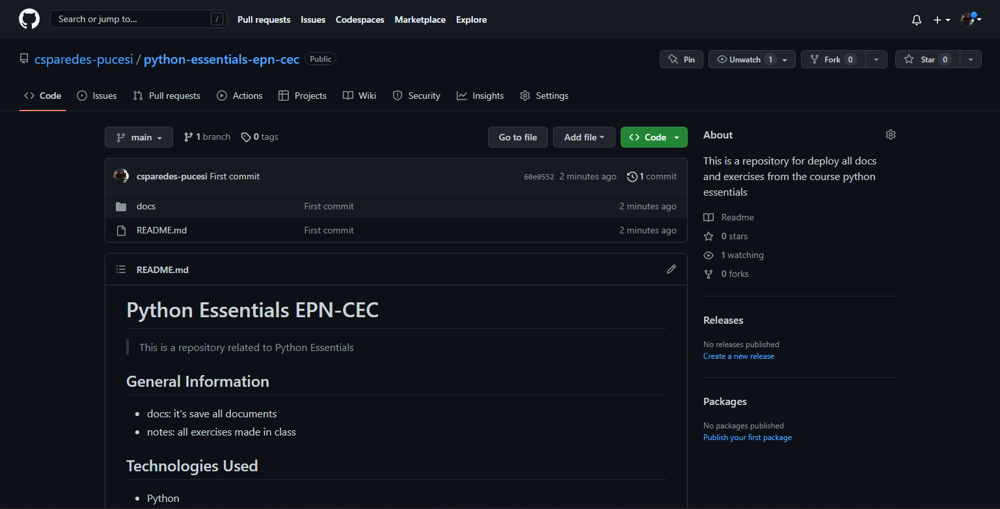 Search or jump to... /
Pull requests Issues Codespaces Marketplace Explore
csparedes-pucesi / python-essentials-epn-cec Public
Pin Unwatch 1 Fork 0 Star 0
Code Issues Pull requests Actions Projects Wiki Security Insights Settings
main 1 branch 0 tags
Go to file Add file Code
csparedes-pucesi First commit 60e0552 2 minutes ago 1 commit
docs First commit 2 minutes ago
README.md First commit 2 minutes ago
README.md
Python Essentials EPN-CEC
This is a repository related to Python Essentials
General Information
docs: it's save all documents
notes: all exercises made in class
Technologies Used
Python
About
This is a repository for deploy all docs
and exercises from the course python
essentials
Readme
0 stars
1 watching
0 forks
Releases
No releases published
Create a new release
Packages
No packages published
Publish your first package